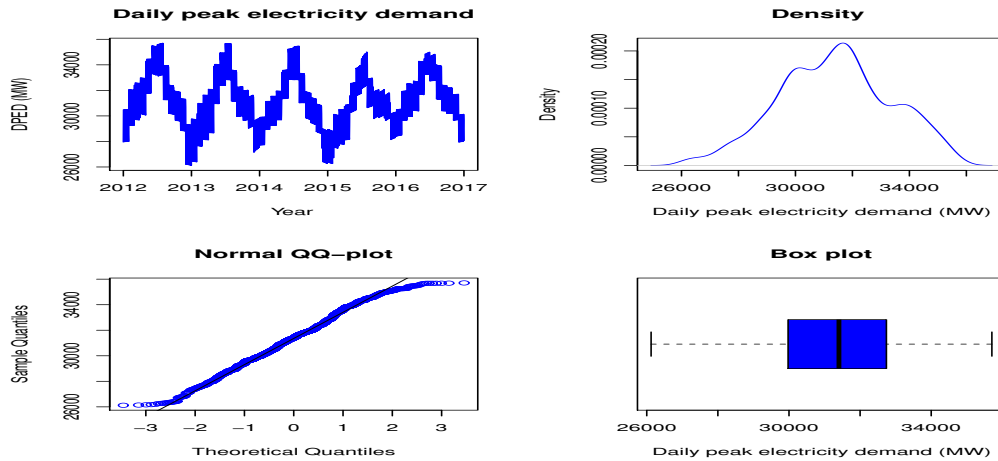 Daily peak electricity demand
DPED (MW)
34000
30000
26000
2012 2013 2014 2015 2016 2017
Year
Density
Density
0.00020
0.00010
0.00000
26000 30000 34000
Daily peak electricity demand (MW)
Normal QQ−plot
Sample Quantiles
34000
30000
26000
−3 −2 −1 0 1 2 3
Theoretical Quantiles
Box plot
26000 30000 34000
Daily peak electricity demand (MW)